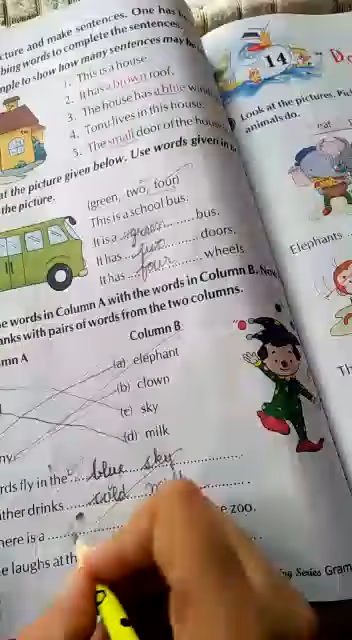 cture and make sentences. One has
bing words to complete the sentences.
mple to show how many sentences may be
1. This is a house.
2. It has a brown roof.
3. The house has a blue
4. Tonu lives in this house.
5. The small door of the house
14
Look at the pictures.
animals do.
eat
at the picture given below. Use words given in
the picture.
(green, two, four)
This is a school bus.
It is a green bus.
It has two doors.
It has four wheels.
Elephants
e words in Column A with the words in Column B. Now
anks with pairs of words from the two columns.
mn A
Column B
(a) elephant
(b) clown
(c) sky
(d) milk
Th
rds fly in the blue sky
ther drinks cold milk
here is a e zoo.
e laughs at th
ng Series Gram